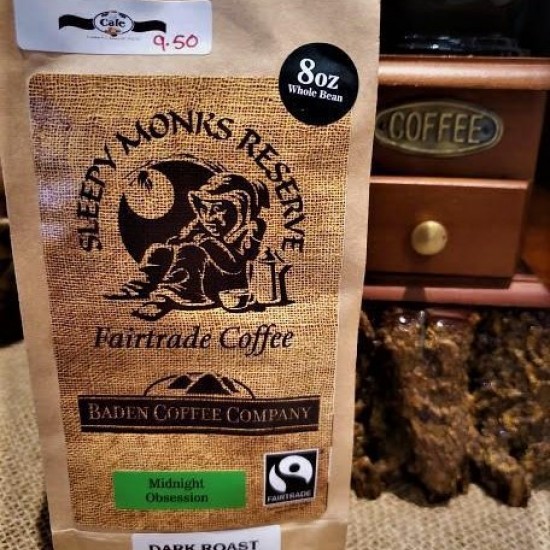 Cafe
9.50
8oz
Whole Bean
SLEEPY MONKS RESERVE
Fairtrade Coffee
BADEN COFFEE COMPANY
Midnight
Obsession
FAIRTRADE
DARK ROAST
COFFEE